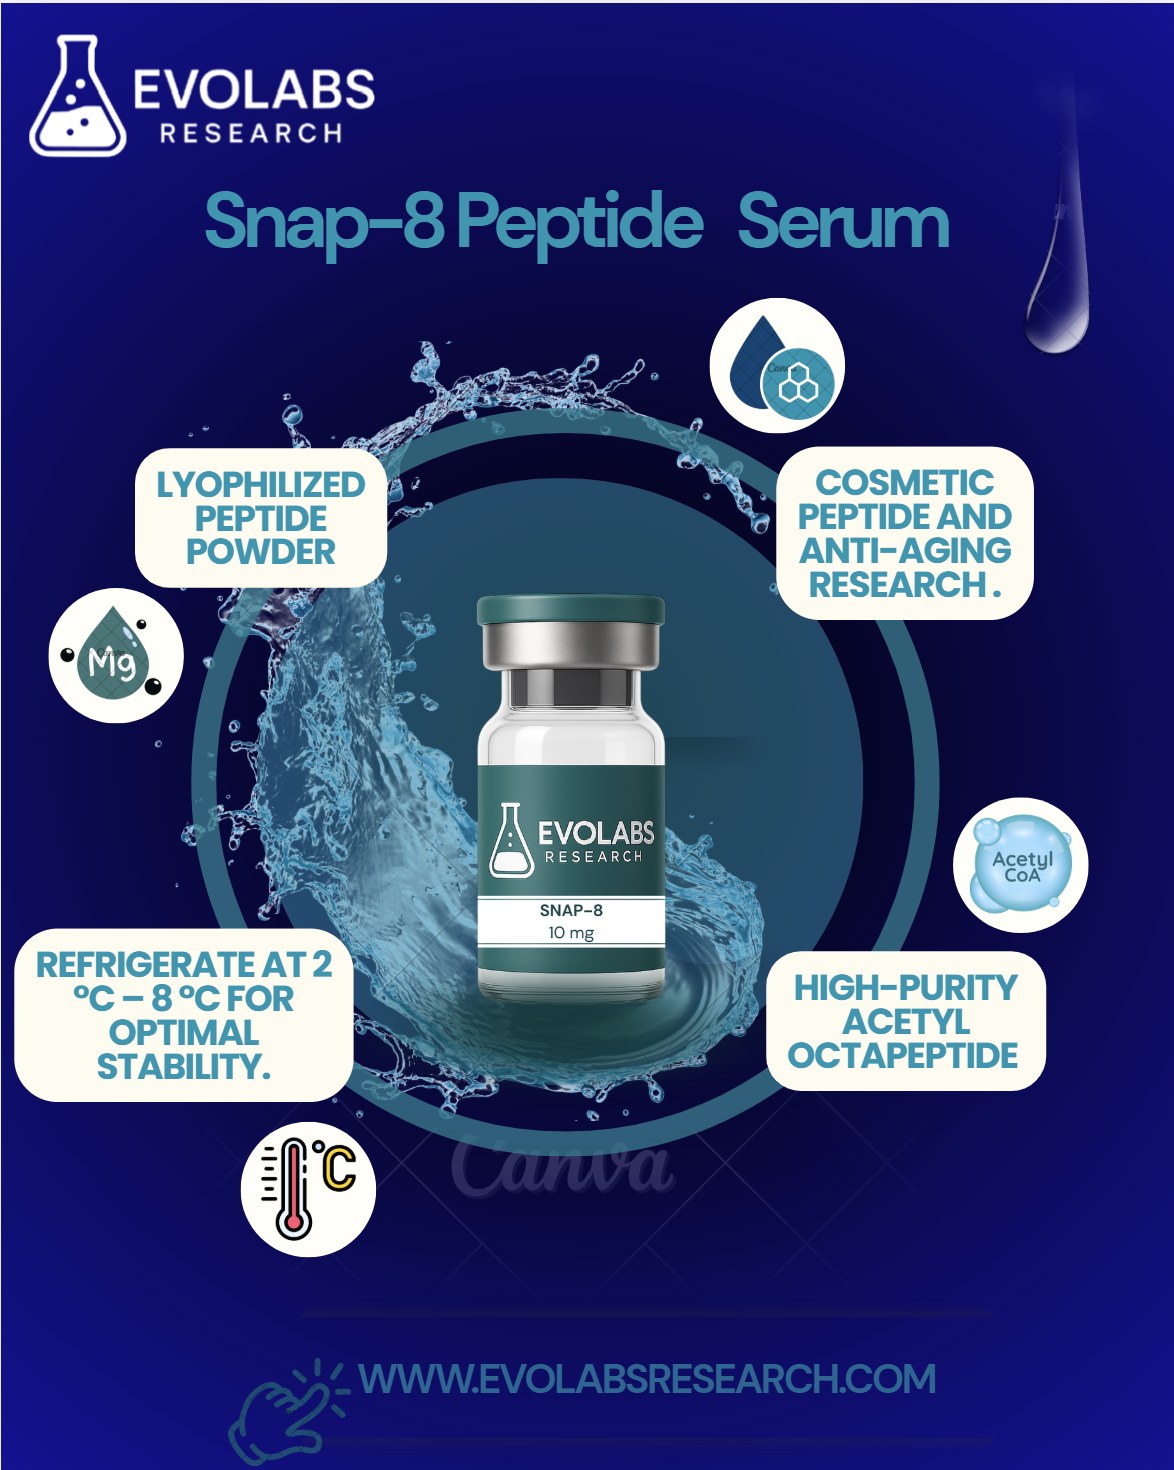 EVOLABS
RESEARCH
Snap-8 Peptide Serum
LYOPHILIZED
PEPTIDE
POWDER
COSMETIC
PEPTIDE AND
ANTI-AGING
RESEARCH .
Mg
EVOLABS
RESEARCH
SNAP-8
10 mg
Acetyl
CoA
REFRIGERATE AT 2
°C – 8 °C FOR
OPTIMAL
STABILITY.
HIGH-PURITY
ACETYL
OCTAPEPTIDE
°C
Canva
WWW.EVOLABSRESEARCH.COM